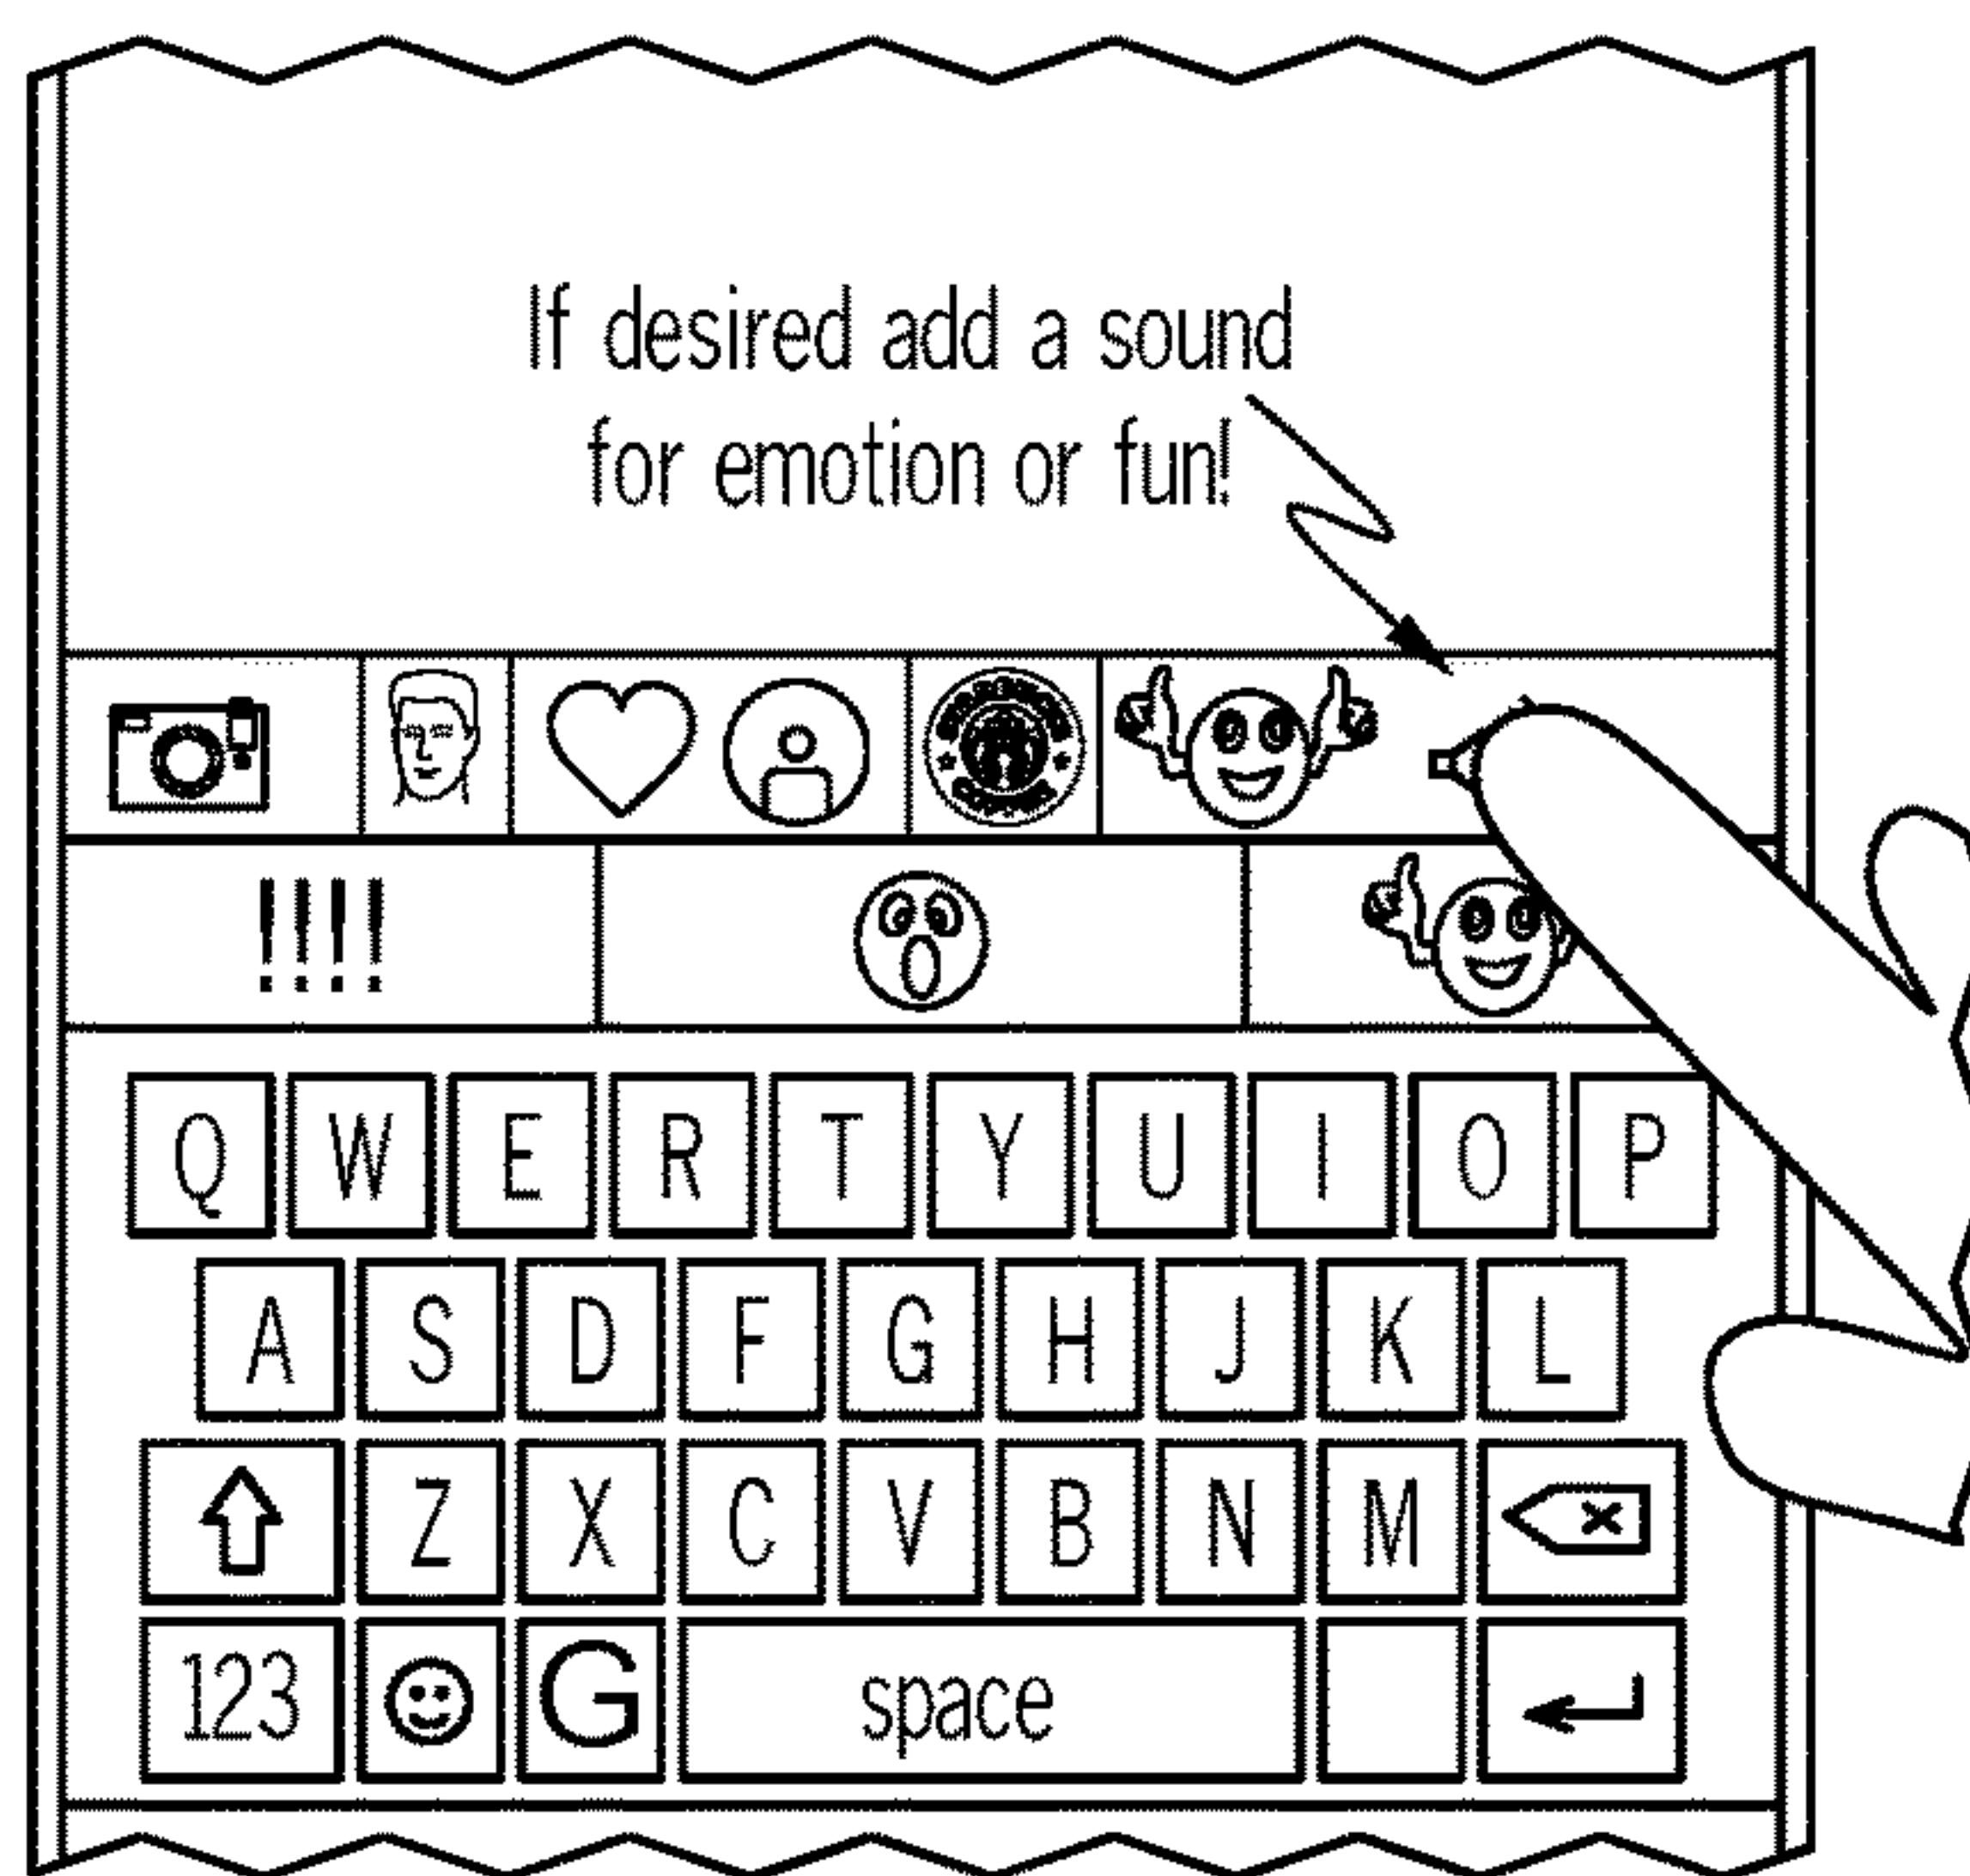 If desired add a sound
for emotion or fun!
!!!!
Q W E R T Y U I O P
A S D F G H J K L
Z X C V B N M
123 G space